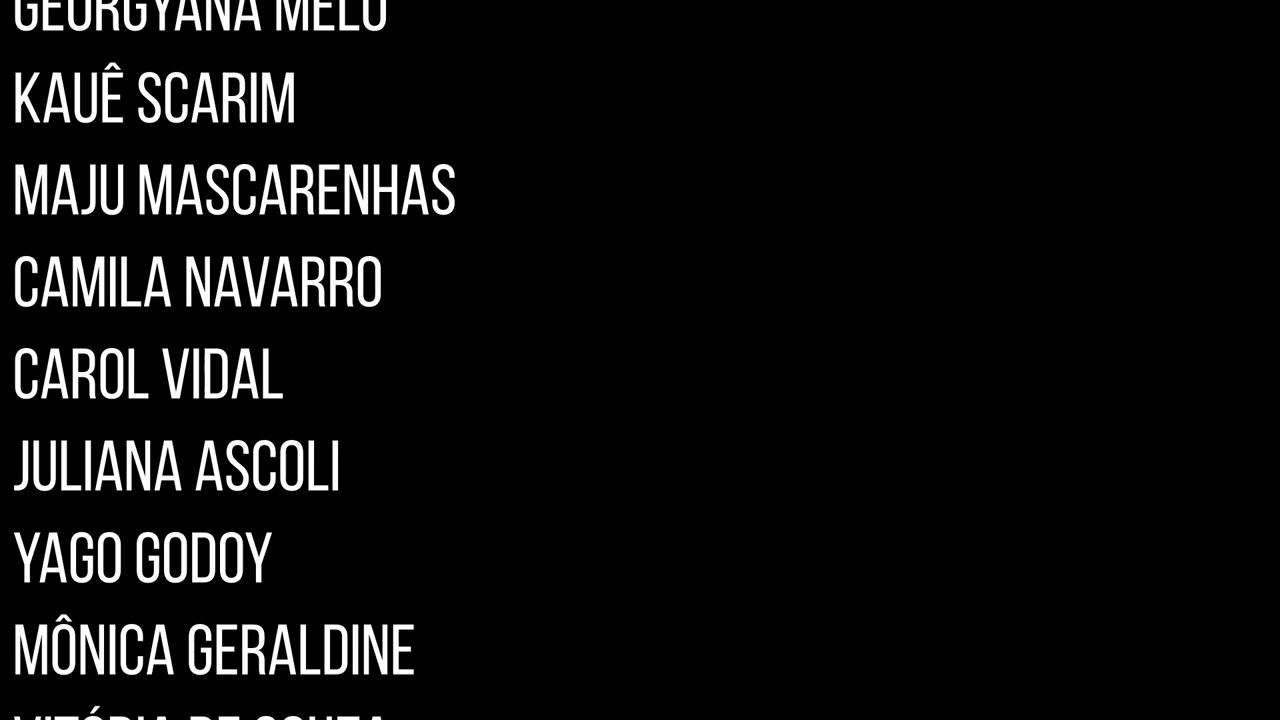 GEORGYANA MELO
KAUÊ SCARIM
MAJU MASCARENHAS
CAMILA NAVARRO
CAROL VIDAL
JULIANA ASCOLI
YAGO GODOY
MÔNICA GERALDINE
VITÓRIA DE SOUZA